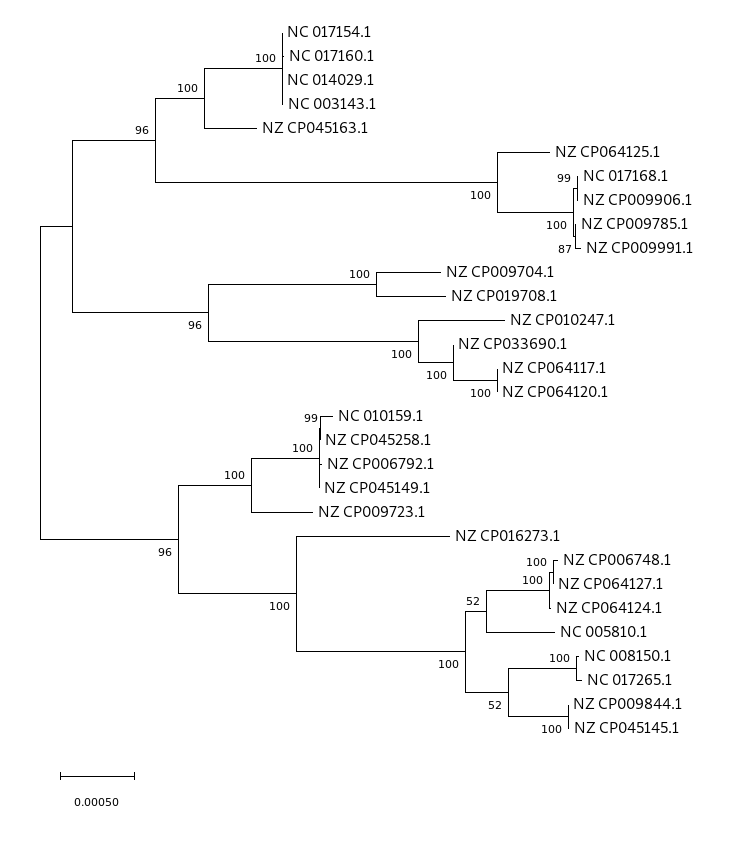 NC 017154.1
100
NC 017160.1
NC 014029.1
100
NC 003143.1
96
NZ CP045163.1
NZ CP064125.1
99
NC 017168.1
100
NZ CP009906.1
100
NZ CP009785.1
87
NZ CP009991.1
100
NZ CP009704.1
NZ CP019708.1
96
NZ CP010247.1
100
NZ CP033690.1
100
NZ CP064117.1
100
NZ CP064120.1
99
NC 010159.1
100
NZ CP045258.1
NZ CP006792.1
100
NZ CP045149.1
NZ CP009723.1
96
NZ CP016273.1
100
100
NZ CP006748.1
100
NZ CP064127.1
52
NZ CP064124.1
NC 005810.1
100
100
NC 008150.1
NC 017265.1
52
NZ CP009844.1
100
NZ CP045145.1
0.00050